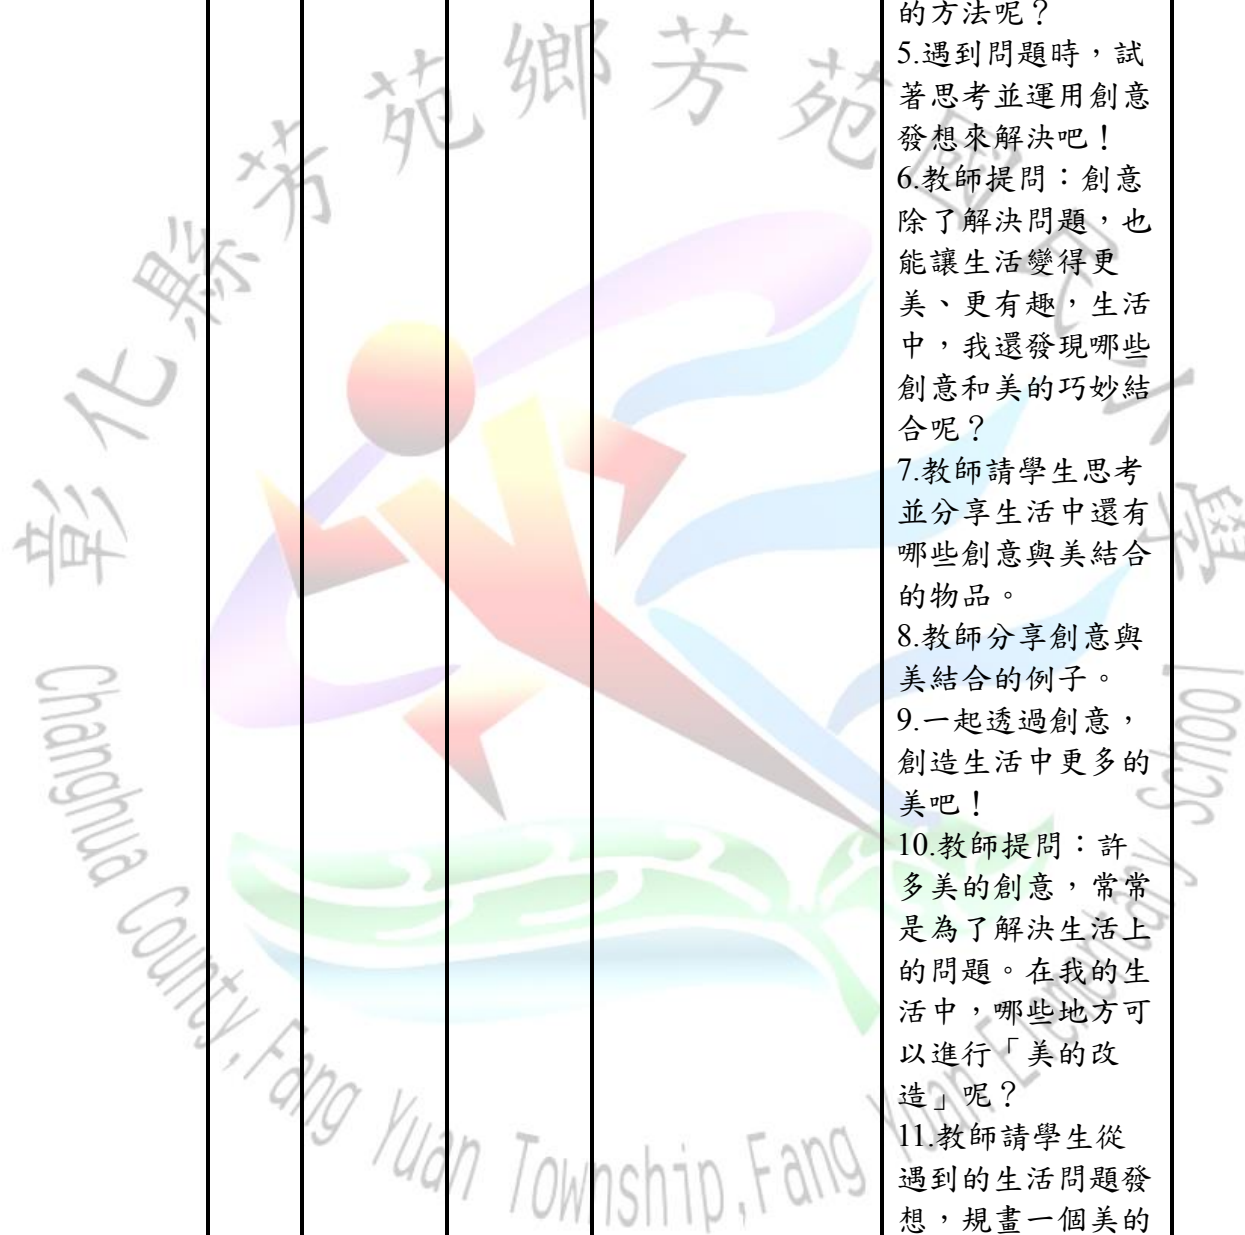 彰化縣芳苑鄉芳苑國民小學
Changhua County, Fang Yuan Township, Fang Yuan Elementary School
的方法呢？
5.遇到問題時，試
著思考並運用創意
發想來解決吧！
6.教師提問：創意
除了解決問題，也
能讓生活變得更
美、更有趣，生活
中，我還發現哪些
創意和美的巧妙結
合呢？
7.教師請學生思考
並分享生活中還有
哪些創意與美結合
的物品。
8.教師分享創意與
美結合的例子。
9.一起透過創意，
創造生活中更多的
美吧！
10.教師提問：許
多美的創意，常常
是為了解決生活上
的問題。在我的生
活中，哪些地方可
以進行「美的改
造」呢？
11.教師請學生從
遇到的生活問題發
想，規畫一個美的